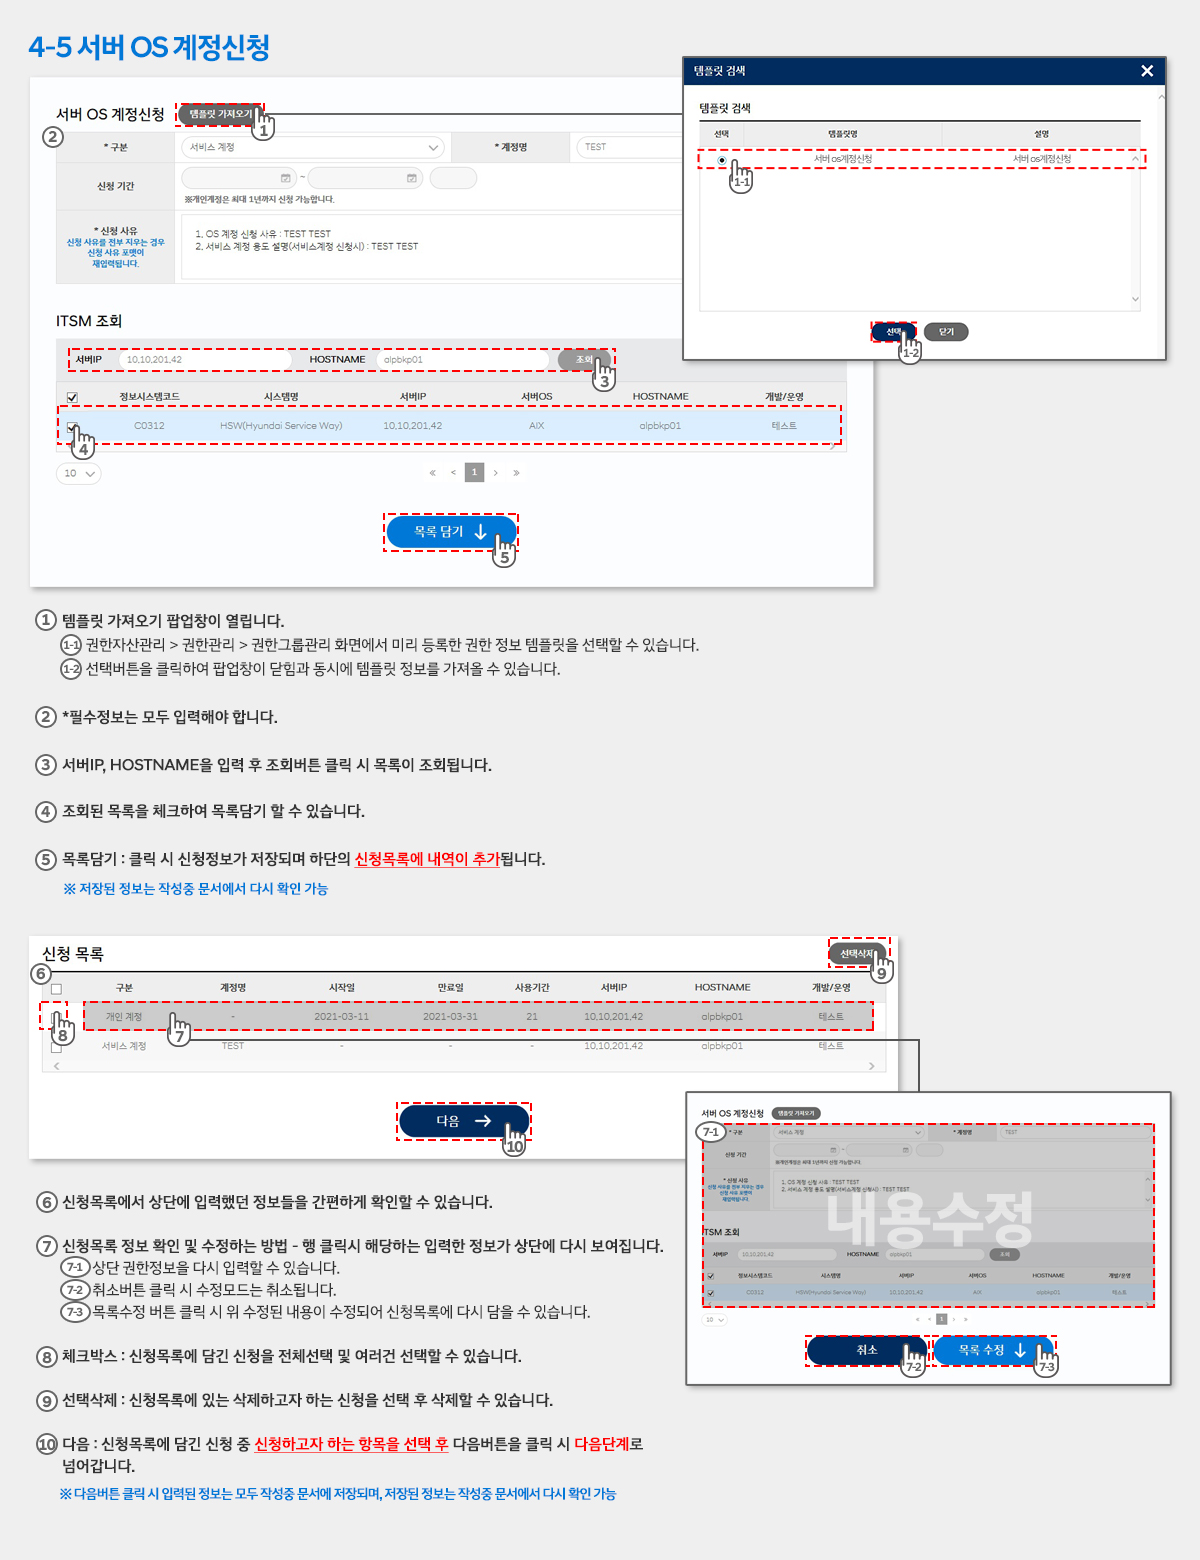 4-5 서버 OS 계정신청
서버 OS 계정신청
템플릿 가져오기
1
2
* 구분
서비스 계정
* 계정명
TEST
신청 기간
~
※개인계정은 최대 1년까지 신청 가능합니다.
* 신청 사유
신청 사유를 전부 지우는 경우
신청 사유 포맷이
재입력됩니다.
1. OS 계정 신청 사유 : TEST TEST
2. 서비스 계정 용도 설명(서비스계정 신청시) : TEST TEST
템플릿 검색
템플릿 검색
선택 템플릿명 설명
서버 os계정신청 서버 os계정신청
1-1
선택 닫기
1-2
ITSM 조회
서버IP 10.10.201.42 HOSTNAME alpbkp01 조회
3
정보시스템코드 시스템명 서버IP 서버OS HOSTNAME 개발/운영
C0312 HSW(Hyundai Service Way) 10.10.201.42 AIX alpbkp01 테스트
4
10
« < 1 > »
목록 담기 ↓
5
① 템플릿 가져오기 팝업창이 열립니다.
1-1 권한자산관리 > 권한관리 > 권한그룹관리 화면에서 미리 등록한 권한 정보 템플릿을 선택할 수 있습니다.
1-2 선택버튼을 클릭하여 팝업창이 닫힘과 동시에 템플릿 정보를 가져올 수 있습니다.
② *필수정보는 모두 입력해야 합니다.
③ 서버IP, HOSTNAME을 입력 후 조회버튼 클릭 시 목록이 조회됩니다.
④ 조회된 목록을 체크하여 목록담기 할 수 있습니다.
⑤ 목록담기 : 클릭 시 신청정보가 저장되며 하단의 신청목록에 내역이 추가됩니다.
※ 저장된 정보는 작성중 문서에서 다시 확인 가능
신청 목록
선택삭제
9
6
구분 계정명 시작일 만료일 사용기간 서버IP HOSTNAME 개발/운영
개인 계정 - 2021-03-11 2021-03-31 21 10.10.201.42 alpbkp01 테스트
8
7
서비스 계정 TEST - - - 10.10.201.42 alpbkp01 테스트
다음 →
10
서버 OS 계정신청 템플릿 가져오기
7-1
* 구분 서비스 계정 * 계정명 TEST
신청 기간 ~
※개인계정은 최대 1년까지 신청 가능합니다.
* 신청 사유
신청 사유를 전부 지우는 경우
신청 사유 포맷이
재입력됩니다.
1. OS 계정 신청 사유 : TEST TEST
2. 서비스 계정 용도 설명(서비스계정 신청시) : TEST TEST
내용수정
ITSM 조회
서버IP 10.10.201.42 HOSTNAME alpbkp01 조회
정보시스템코드 시스템명 서버IP 서버OS HOSTNAME 개발/운영
C0312 HSW(Hyundai Service Way) 10.10.201.42 AIX alpbkp01 테스트
10
« < 1 > »
취소 목록 수정 ↓
7-2 7-3
⑥ 신청목록에서 상단에 입력했던 정보들을 간편하게 확인할 수 있습니다.
⑦ 신청목록 정보 확인 및 수정하는 방법 - 행 클릭시 해당하는 입력한 정보가 상단에 다시 보여집니다.
7-1 상단 권한정보을 다시 입력할 수 있습니다.
7-2 취소버튼 클릭 시 수정모드는 취소됩니다.
7-3 목록수정 버튼 클릭 시 위 수정된 내용이 수정되어 신청목록에 다시 담을 수 있습니다.
⑧ 체크박스 : 신청목록에 담긴 신청을 전체선택 및 여러건 선택할 수 있습니다.
⑨ 선택삭제 : 신청목록에 있는 삭제하고자 하는 신청을 선택 후 삭제할 수 있습니다.
⑩ 다음 : 신청목록에 담긴 신청 중 신청하고자 하는 항목을 선택 후 다음버튼을 클릭 시 다음단계로
넘어갑니다.
※ 다음버튼 클릭 시 입력된 정보는 모두 작성중 문서에 저장되며, 저장된 정보는 작성중 문서에서 다시 확인 가능